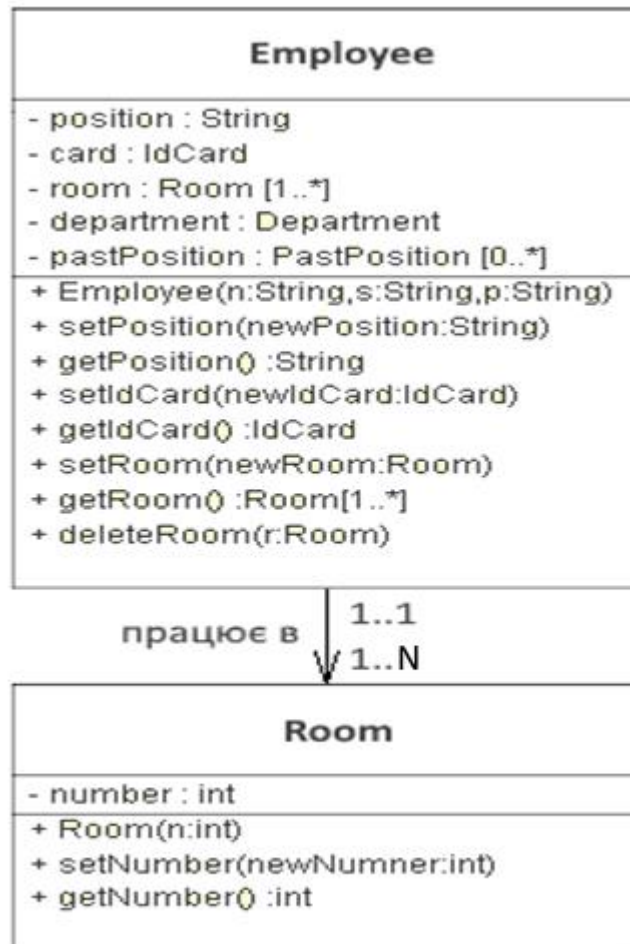 Employee
- position : String
- card : IdCard
- room : Room [1..*]
- department : Department
- pastPosition : PastPosition [0..*]
+ Employee(n:String,s:String,p:String)
+ setPosition(newPosition:String)
+ getPosition() :String
+ setIdCard(newIdCard:IdCard)
+ getIdCard() :IdCard
+ setRoom(newRoom:Room)
+ getRoom() :Room[1..*]
+ deleteRoom(r:Room)
1..1
працює в
1..N
Room
- number : int
+ Room(n:int)
+ setNumber(newNumner:int)
+ getNumber() :int